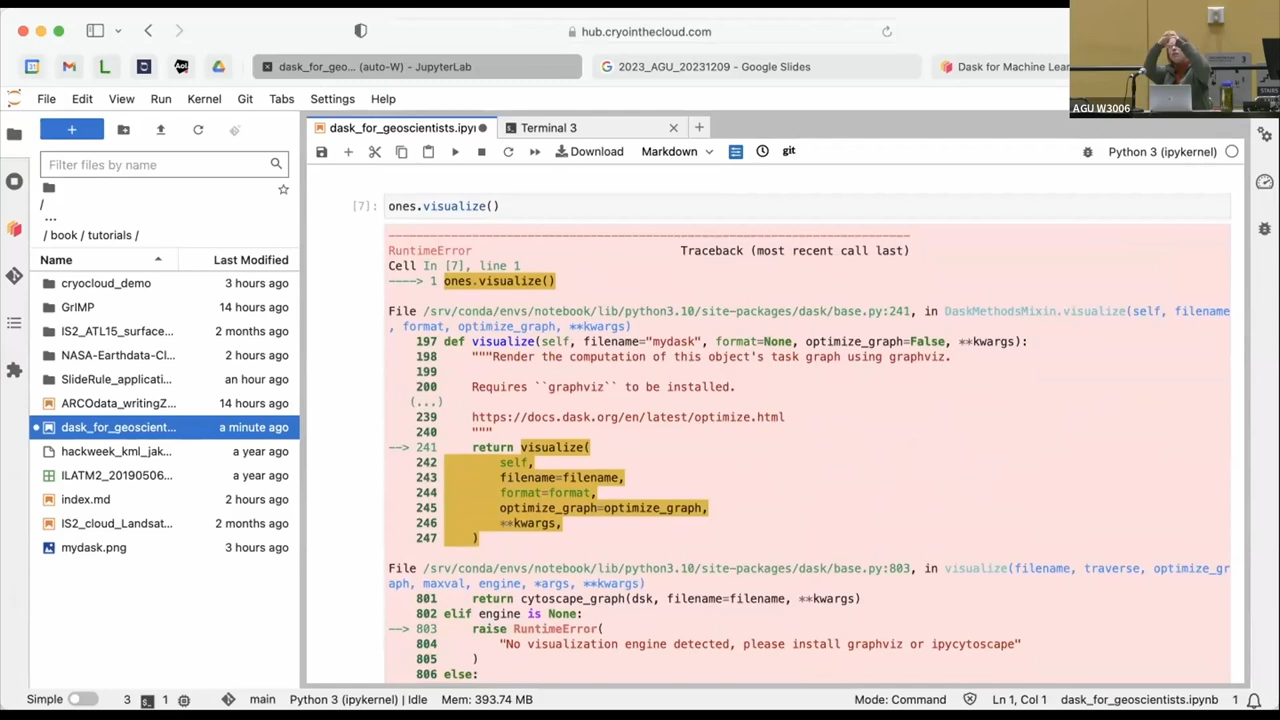 hub.cryointhecloud.com
dask_for_geo... (auto-W) - JupyterLab
2023_AGU_20231209 - Google Slides
Dask for Machine Lear
AGU W3006
File Edit View Run Kernel Git Tabs Settings Help
dask_for_geoscientists.ipyn
Terminal 3
Filter files by name
Download
Markdown
git
Python 3 (ipykernel)
/
...
/ book / tutorials /
Name
Last Modified
cryocloud_demo 3 hours ago
GrIMP 14 hours ago
IS2_ATL15_surface... 2 months ago
NASA-Earthdata-Cl... 2 hours ago
SlideRule_applicati... an hour ago
ARCOdata_writingZ... 14 hours ago
dask_for_geoscient... a minute ago
hackweek_kml_jak... a year ago
ILATM2_20190506... a year ago
index.md 2 hours ago
IS2_cloud_Landsat... 2 months ago
mydask.png 3 hours ago
[7]: ones.visualize()
RuntimeError Traceback (most recent call last)
Cell In [7], line 1
----> 1 ones.visualize()
File /srv/conda/envs/notebook/lib/python3.10/site-packages/dask/base.py:241, in DaskMethodsMixin.visualize(self, filename
, format, optimize_graph, **kwargs)
197 def visualize(self, filename="mydask", format=None, optimize_graph=False, **kwargs):
198 """Render the computation of this object's task graph using graphviz.
199
200 Requires ``graphviz`` to be installed.
(...)
239 https://docs.dask.org/en/latest/optimize.html
240 """
--> 241 return visualize(
242 self,
243 filename=filename,
244 format=format,
245 optimize_graph=optimize_graph,
246 **kwargs,
247 )
File /srv/conda/envs/notebook/lib/python3.10/site-packages/dask/base.py:803, in visualize(filename, traverse, optimize_gr
aph, maxval, engine, *args, **kwargs)
801 return cytoscape_graph(dsk, filename=filename, **kwargs)
802 elif engine is None:
--> 803 raise RuntimeError(
804 "No visualization engine detected, please install graphviz or ipycytoscape"
805 )
806 else:
Simple
3
1
main
Python 3 (ipykernel) | Idle
Mem: 393.74 MB
Mode: Command
Ln 1, Col 1
dask_for_geoscientists.ipynb
1